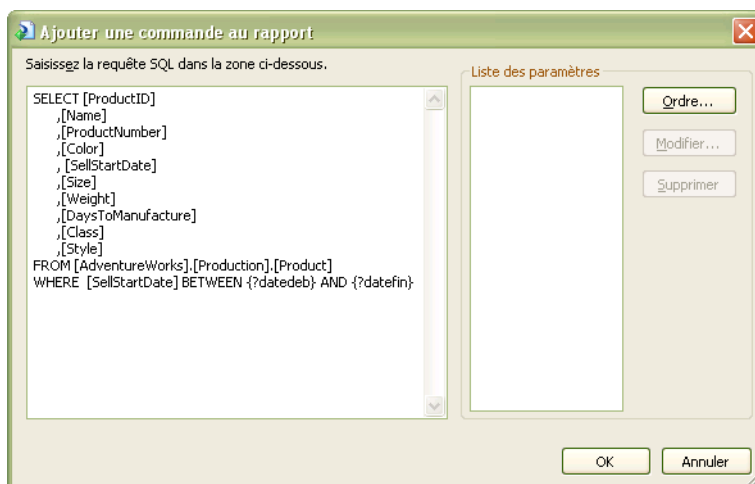 Ajouter une commande au rapport
Saisissez la requête SQL dans la zone ci-dessous.
SELECT [ProductID]
,[Name]
,[ProductNumber]
,[Color]
, [SellStartDate]
,[Size]
,[Weight]
,[DaysToManufacture]
,[Class]
,[Style]
FROM [AdventureWorks].[Production].[Product]
WHERE [SellStartDate] BETWEEN {?datedeb} AND {?datefin}
Liste des paramètres
Ordre...
Modifier...
Supprimer
OK
Annuler